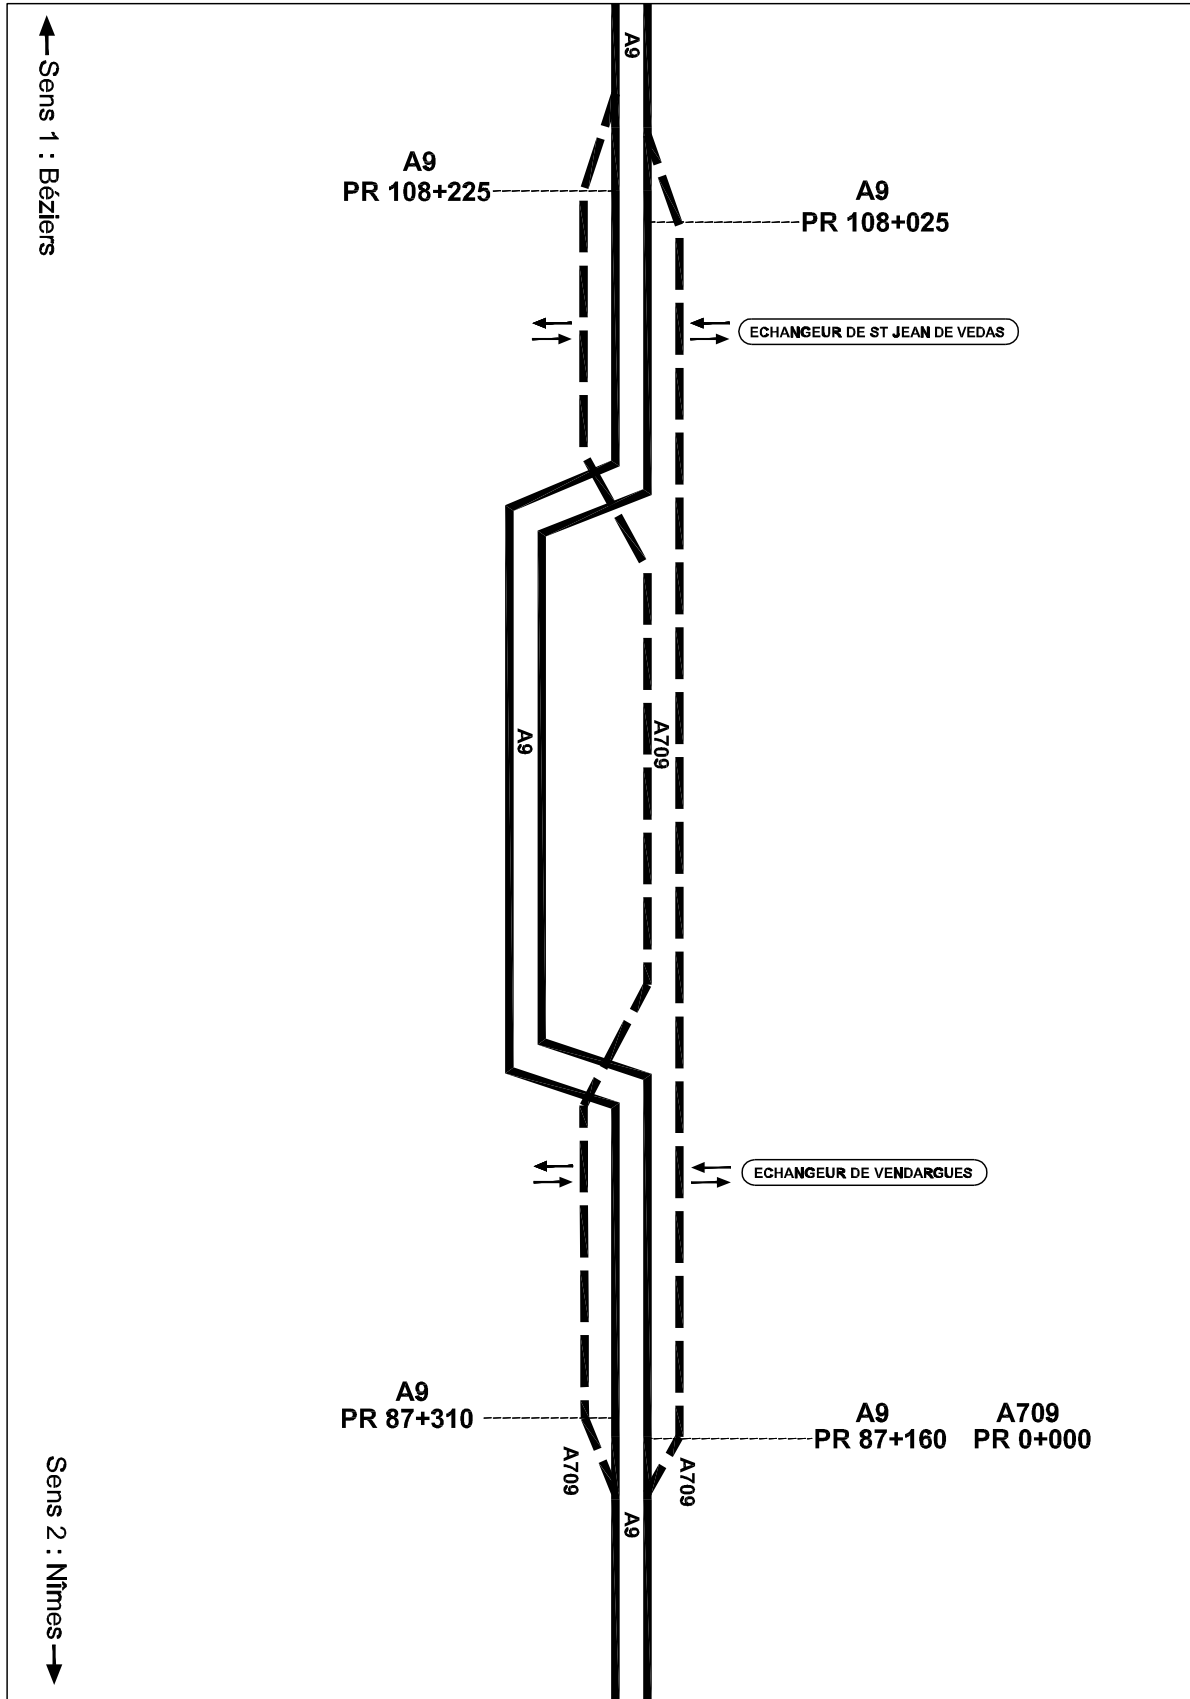 A9
Sens 1 : Béziers
A9
PR 108+225
A9
PR 108+025
ECHANGEUR DE ST JEAN DE VEDAS
A9
A709
ECHANGEUR DE VENDARGUES
A9
PR 87+310
A9
PR 87+160
A709
PR 0+000
A709
A709
A9
Sens 2 : Nîmes